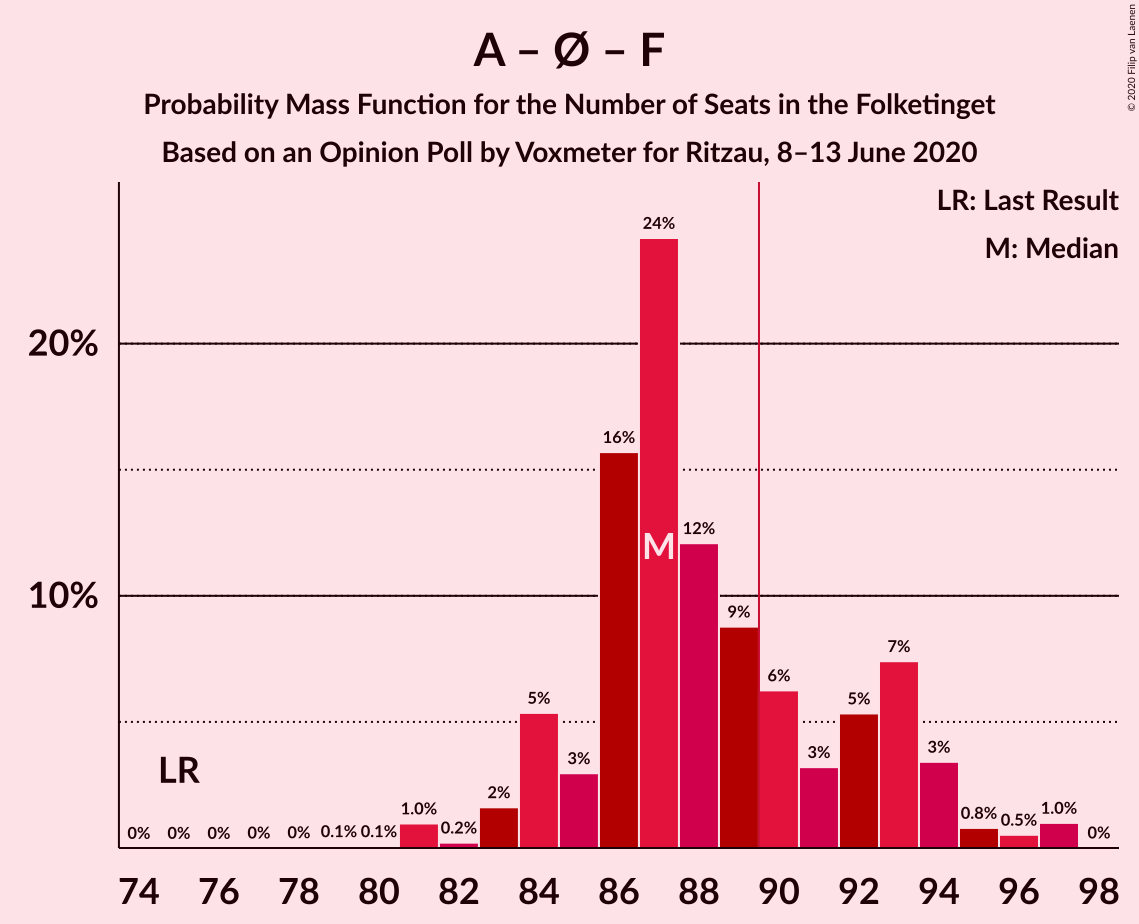 A – Ø – F
Probability Mass Function for the Number of Seats in the Folketinget
Based on an Opinion Poll by Voxmeter for Ritzau, 8–13 June 2020
© 2020 Filip van Laenen
LR: Last Result
M: Median
24%
20%
16%
M
12%
10%
9%
7%
6%
5%
5%
3%
3%
3%
LR
2%
1.0%
0.8%
0.5%
1.0%
0% 0% 0% 0% 0% 0.1% 0.1% 0.2% 0%
74 76 78 80 82 84 86 88 90 92 94 96 98